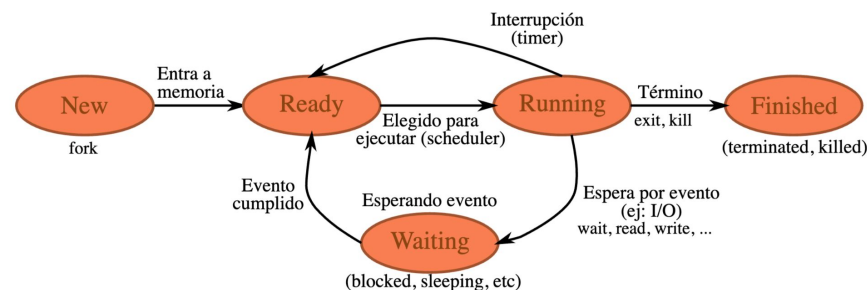 Interrupción
(timer)
Entra a
memoria
New
Ready
Running
Término
Finished
fork
Elegido para
ejecutar (scheduler)
exit, kill
(terminated, killed)
Evento
cumplido
Esperando evento
Espera por evento
(ej: I/O)
wait, read, write, ...
Waiting
(blocked, sleeping, etc)